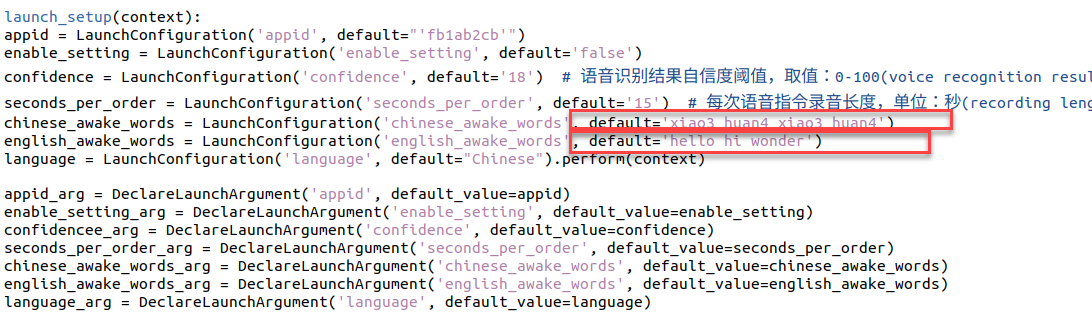 launch_setup(context):
appid = LaunchConfiguration('appid', default="'fb1ab2cb'")
enable_setting = LaunchConfiguration('enable_setting', default='false')
confidence = LaunchConfiguration('confidence', default='18')  # 语音识别结果自信度阈值，取值：0-100(voice recognition resul
seconds_per_order = LaunchConfiguration('seconds_per_order', default='15')  # 每次语音指令录音长度，单位：秒(recording leng
chinese_awake_words = LaunchConfiguration('chinese_awake_words', default='xiao3 huan4 xiao3 huan4')
english_awake_words = LaunchConfiguration('english_awake_words', default='hello hi wonder')
language = LaunchConfiguration('language', default="Chinese").perform(context)
appid_arg = DeclareLaunchArgument('appid', default_value=appid)
enable_setting_arg = DeclareLaunchArgument('enable_setting', default_value=enable_setting)
confidencee_arg = DeclareLaunchArgument('confidence', default_value=confidence)
seconds_per_order_arg = DeclareLaunchArgument('seconds_per_order', default_value=seconds_per_order)
chinese_awake_words_arg = DeclareLaunchArgument('chinese_awake_words', default_value=chinese_awake_words)
english_awake_words_arg = DeclareLaunchArgument('english_awake_words', default_value=english_awake_words)
language_arg = DeclareLaunchArgument('language', default_value=language)